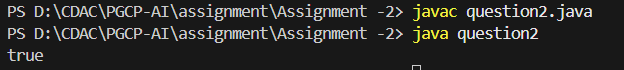 PS D:\CDAC\PGCP-AI\assignment\Assignment -2> javac question2.java
PS D:\CDAC\PGCP-AI\assignment\Assignment -2> java question2
true